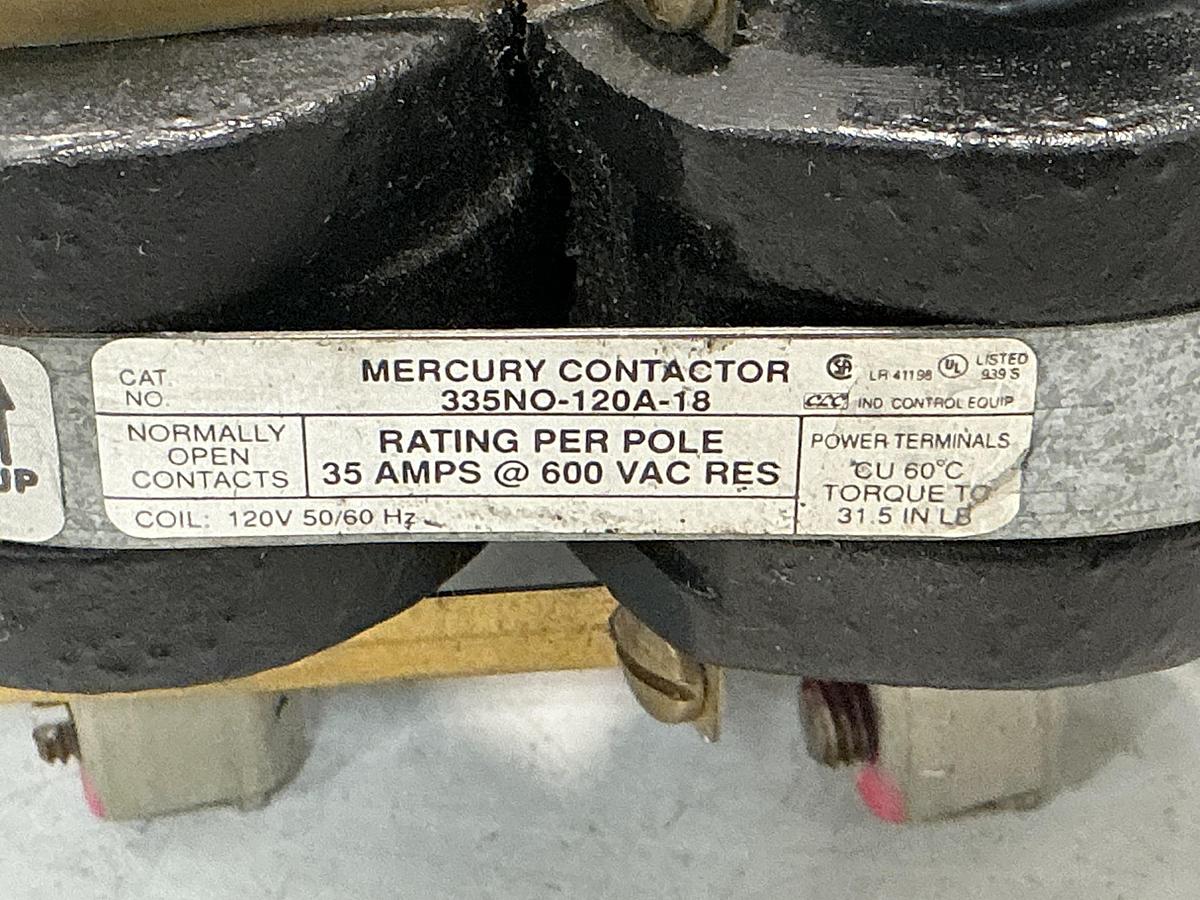 UP
CAT. NO.
MERCURY CONTACTOR
335NO-120A-18
LR 41198
UL
LISTED
939 S
IND. CONTROL EQUIP
NORMALLY
OPEN
CONTACTS
RATING PER POLE
35 AMPS @ 600 VAC RES
COIL: 120V 50/60 Hz
POWER TERMINALS
CU 60°C
TORQUE TO
31.5 IN LB